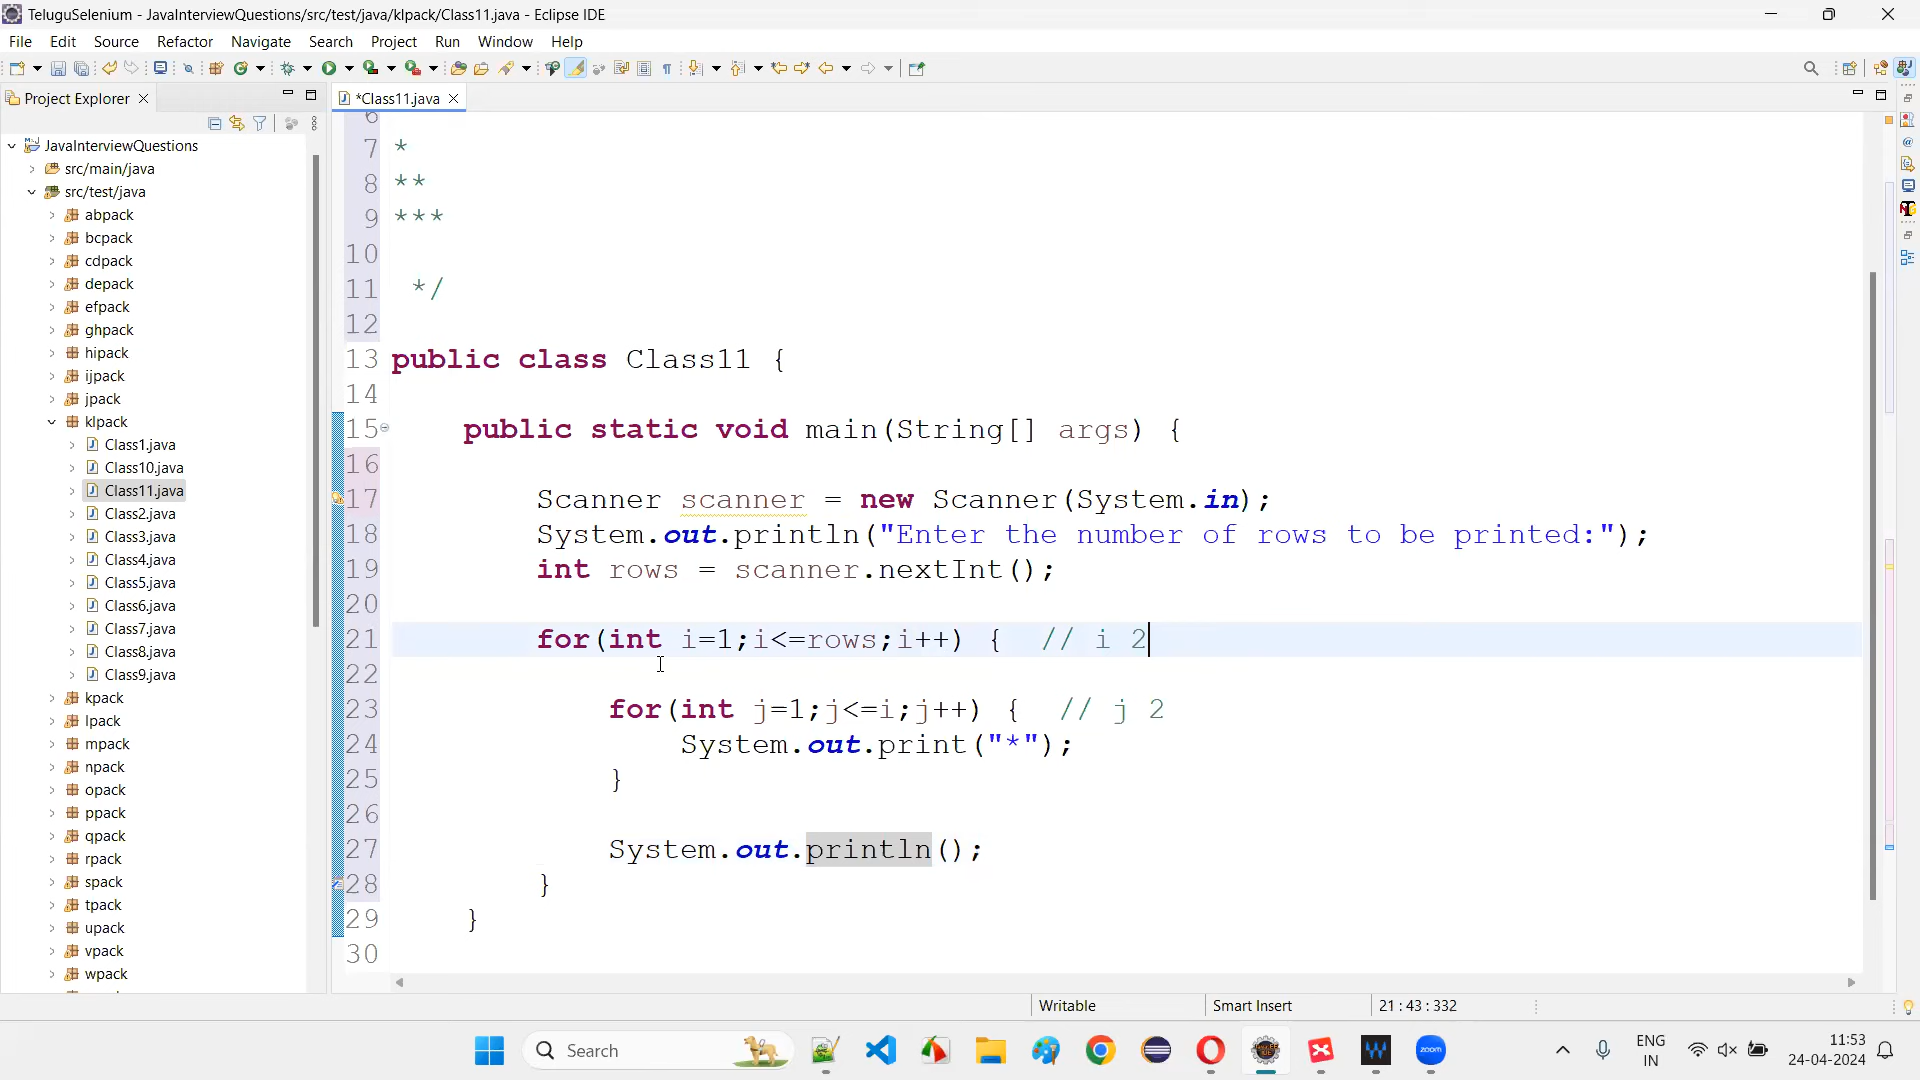 TeluguSelenium - JavaInterviewQuestions/src/test/java/klpack/Class11.java - Eclipse IDE
File Edit Source Refactor Navigate Search Project Run Window Help
Project Explorer
*Class11.java
JavaInterviewQuestions
src/main/java
src/test/java
abpack
bcpack
cdpack
depack
efpack
ghpack
hipack
ijpack
jpack
klpack
Class1.java
Class10.java
Class11.java
Class2.java
Class3.java
Class4.java
Class5.java
Class6.java
Class7.java
Class8.java
Class9.java
kpack
lpack
mpack
npack
opack
ppack
qpack
rpack
spack
tpack
upack
vpack
wpack
6
7 *
8 **
9 ***
10
11 */
12
13 public class Class11 {
14
15 public static void main(String[] args) {
16
17 Scanner scanner = new Scanner(System.in);
18 System.out.println("Enter the number of rows to be printed:");
19 int rows = scanner.nextInt();
20
21 for(int i=1;i<=rows;i++) { // i 2
22
23 for(int j=1;j<=i;j++) { // j 2
24 System.out.print("*");
25 }
26
27 System.out.println();
28 }
29 }
30
Writable Smart Insert 21 : 43 : 332
Search
zoom
ENG
IN
11:53
24-04-2024